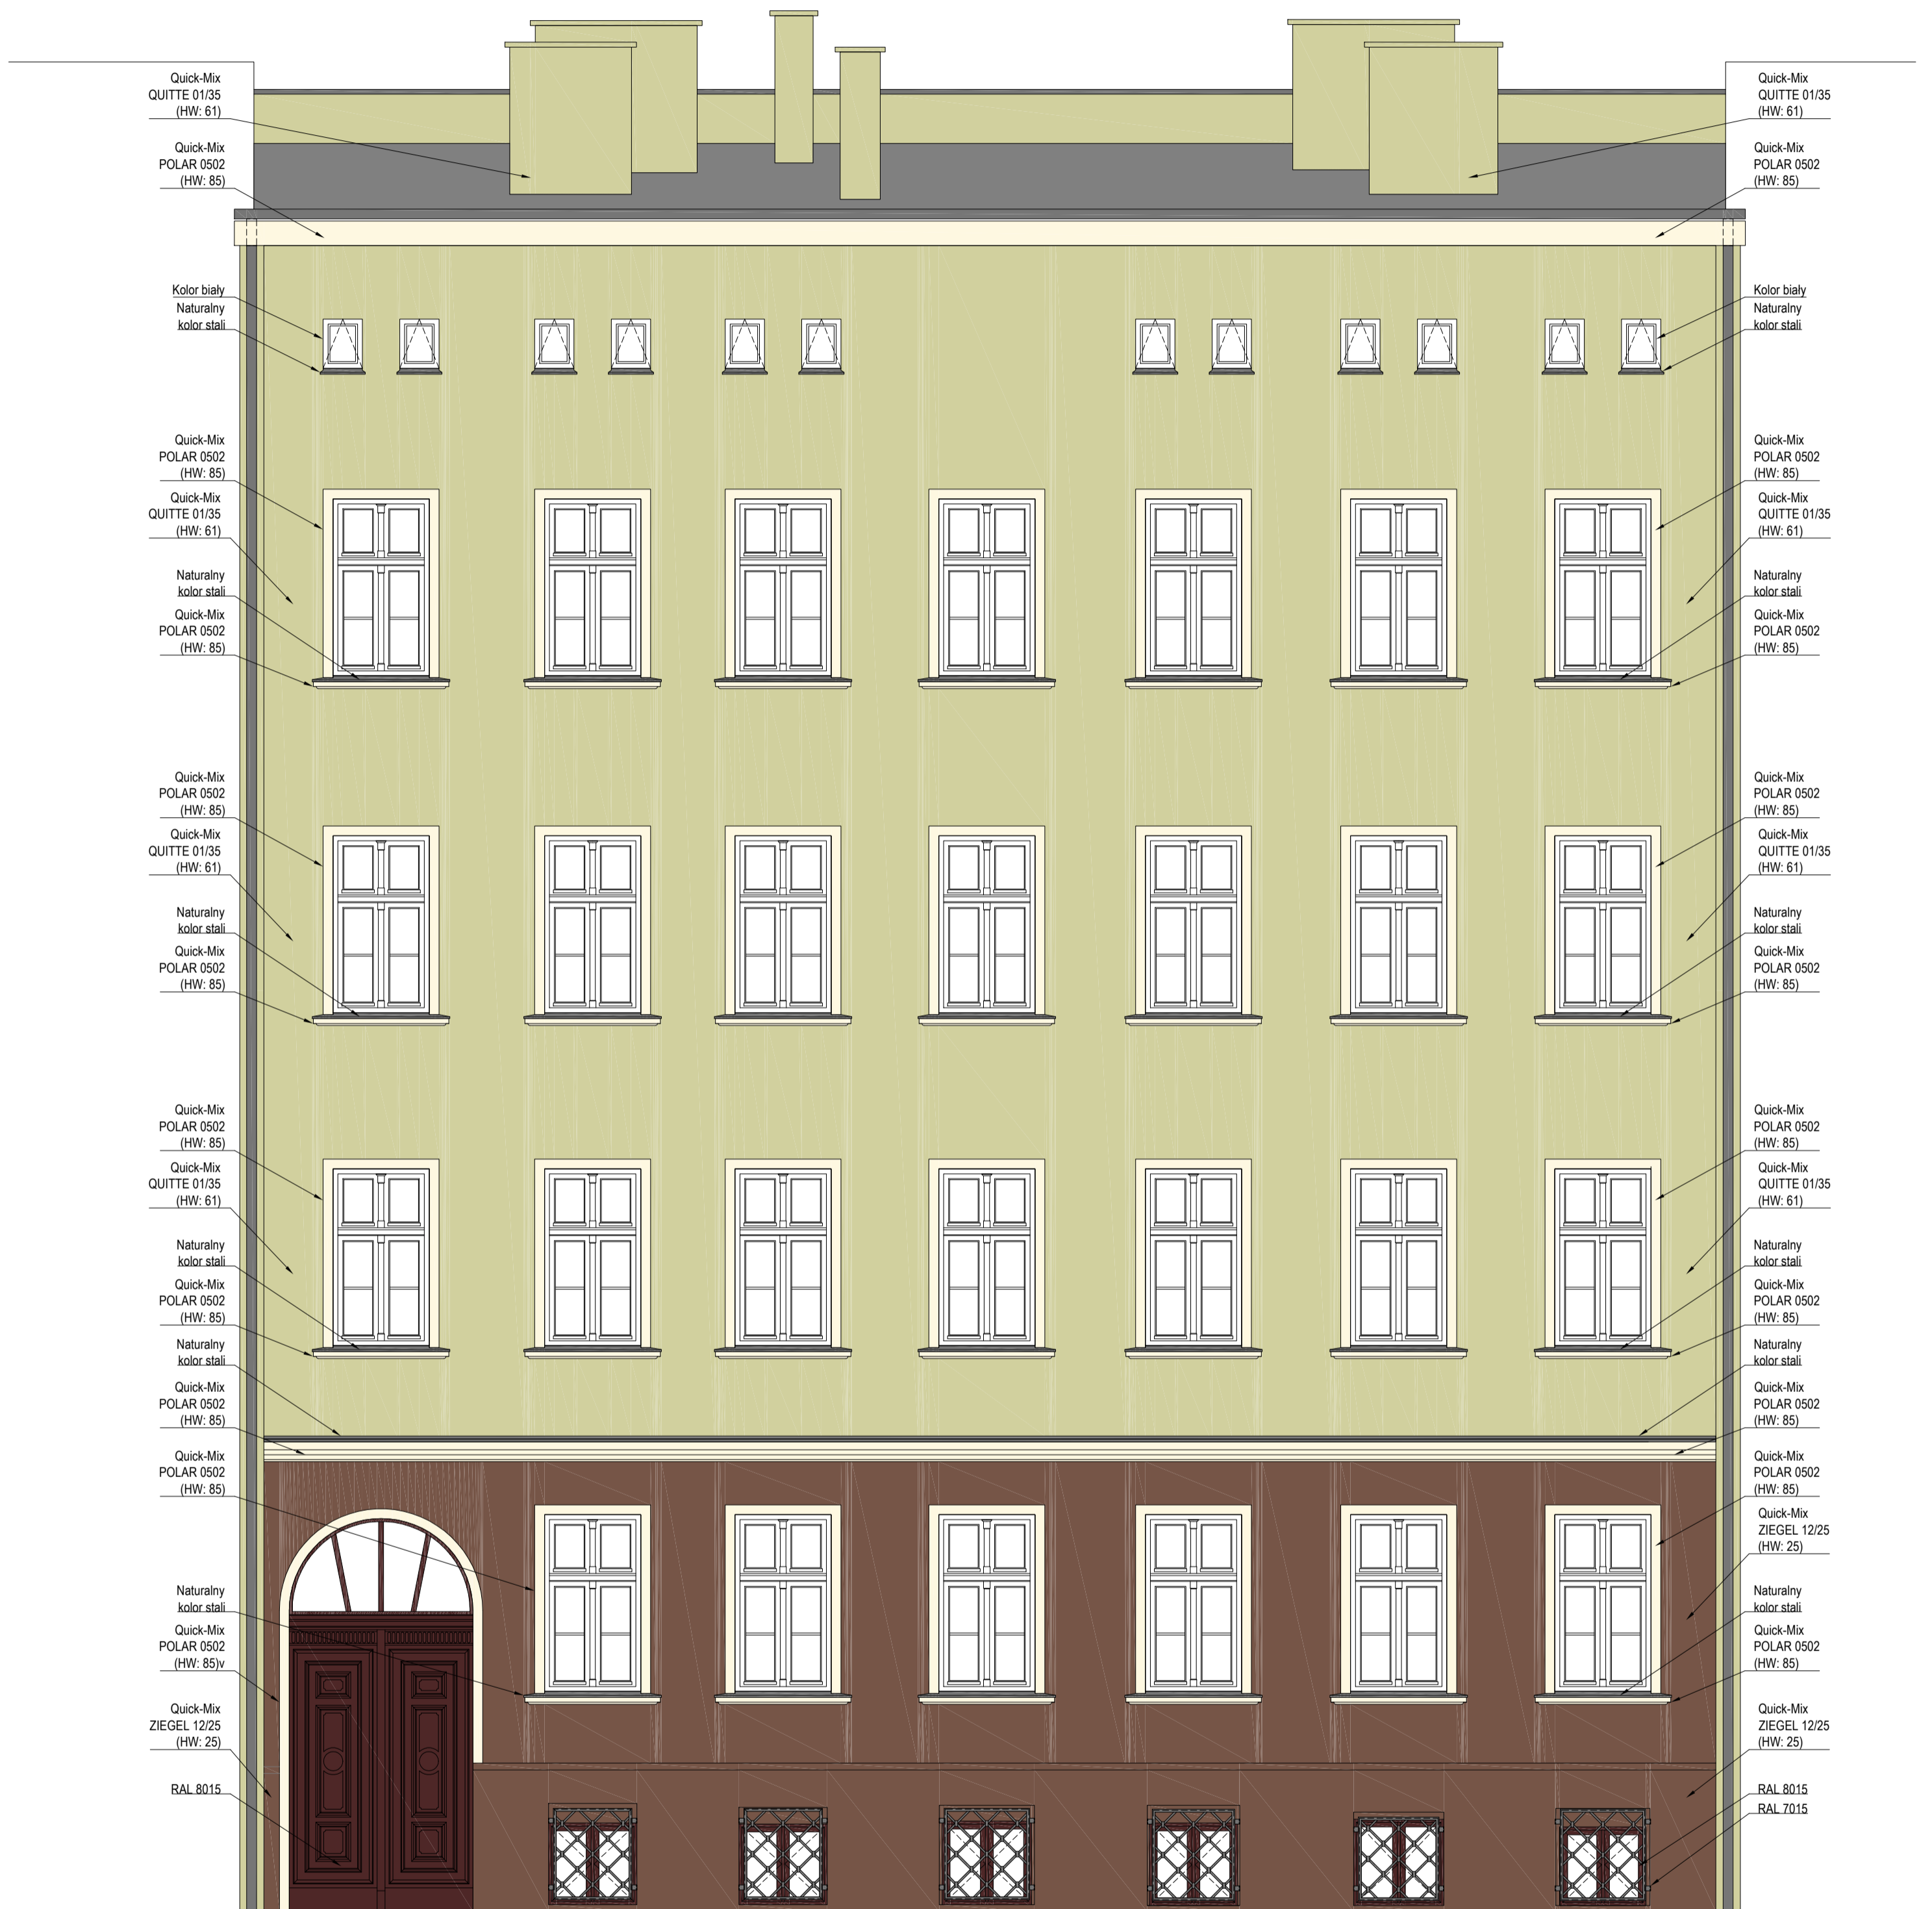 Quick-Mix
QUITTE 01/35
(HW: 61)
Quick-Mix
POLAR 0502
(HW: 85)
Kolor biały
Naturalny
kolor stali
Quick-Mix
POLAR 0502
(HW: 85)
Quick-Mix
QUITTE 01/35
(HW: 61)
Naturalny
kolor stali
Quick-Mix
POLAR 0502
(HW: 85)
Quick-Mix
POLAR 0502
(HW: 85)
Quick-Mix
QUITTE 01/35
(HW: 61)
Naturalny
kolor stali
Quick-Mix
POLAR 0502
(HW: 85)
Quick-Mix
POLAR 0502
(HW: 85)
Quick-Mix
QUITTE 01/35
(HW: 61)
Naturalny
kolor stali
Quick-Mix
POLAR 0502
(HW: 85)
Naturalny
kolor stali
Quick-Mix
POLAR 0502
(HW: 85)
Quick-Mix
POLAR 0502
(HW: 85)
Naturalny
kolor stali
Quick-Mix
POLAR 0502
(HW: 85)v
Quick-Mix
ZIEGEL 12/25
(HW: 25)
RAL 8015
Quick-Mix
QUITTE 01/35
(HW: 61)
Quick-Mix
POLAR 0502
(HW: 85)
Kolor biały
Naturalny
kolor stali
Quick-Mix
POLAR 0502
(HW: 85)
Quick-Mix
QUITTE 01/35
(HW: 61)
Naturalny
kolor stali
Quick-Mix
POLAR 0502
(HW: 85)
Quick-Mix
POLAR 0502
(HW: 85)
Quick-Mix
QUITTE 01/35
(HW: 61)
Naturalny
kolor stali
Quick-Mix
POLAR 0502
(HW: 85)
Quick-Mix
POLAR 0502
(HW: 85)
Quick-Mix
QUITTE 01/35
(HW: 61)
Naturalny
kolor stali
Quick-Mix
POLAR 0502
(HW: 85)
Naturalny
kolor stali
Quick-Mix
POLAR 0502
(HW: 85)
Quick-Mix
POLAR 0502
(HW: 85)
Quick-Mix
ZIEGEL 12/25
(HW: 25)
Naturalny
kolor stali
Quick-Mix
POLAR 0502
(HW: 85)
Quick-Mix
ZIEGEL 12/25
(HW: 25)
RAL 8015
RAL 7015